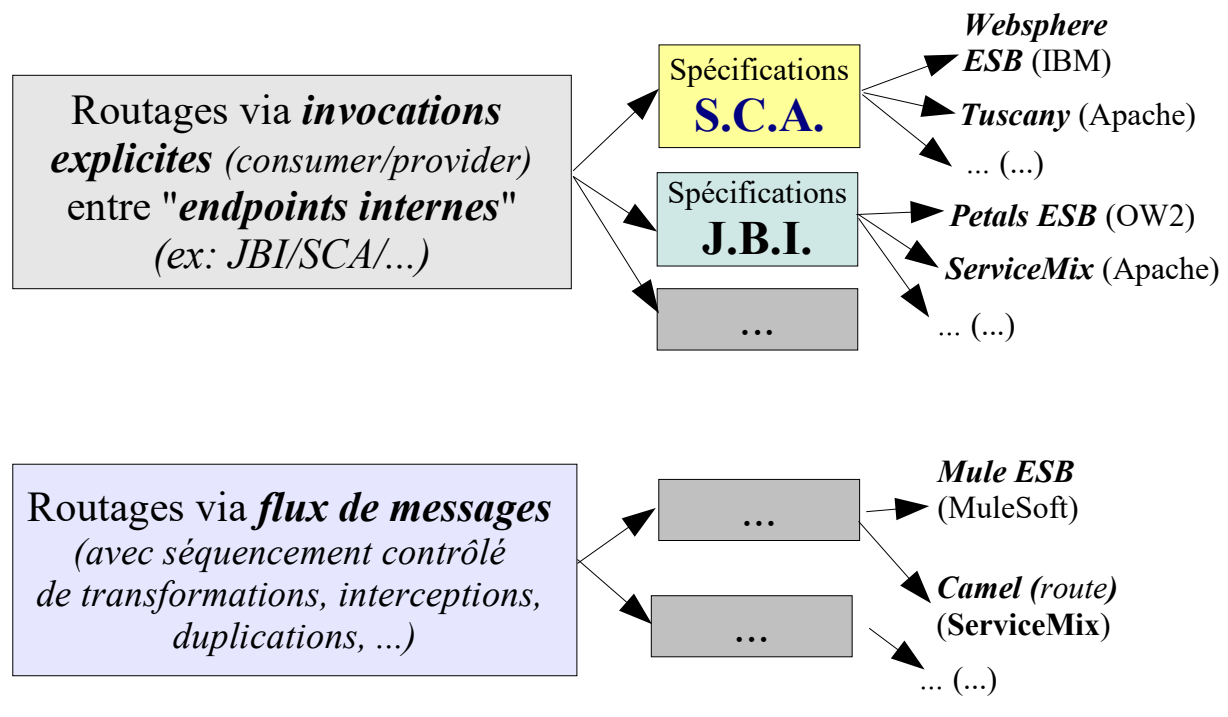 Routages via invocations
explicites (consumer/provider)
entre "endpoints internes"
(ex: JBI/SCA/...)
Spécifications
S.C.A.
Websphere
ESB (IBM)
Tuscany (Apache)
... (...)
Spécifications
J.B.I.
Petals ESB (OW2)
ServiceMix (Apache)
... (...)
...
Routages via flux de messages
(avec séquencement contrôlé
de transformations, interceptions,
duplications, ...)
...
Mule ESB
(MuleSoft)
Camel (route)
(ServiceMix)
...
... (...)